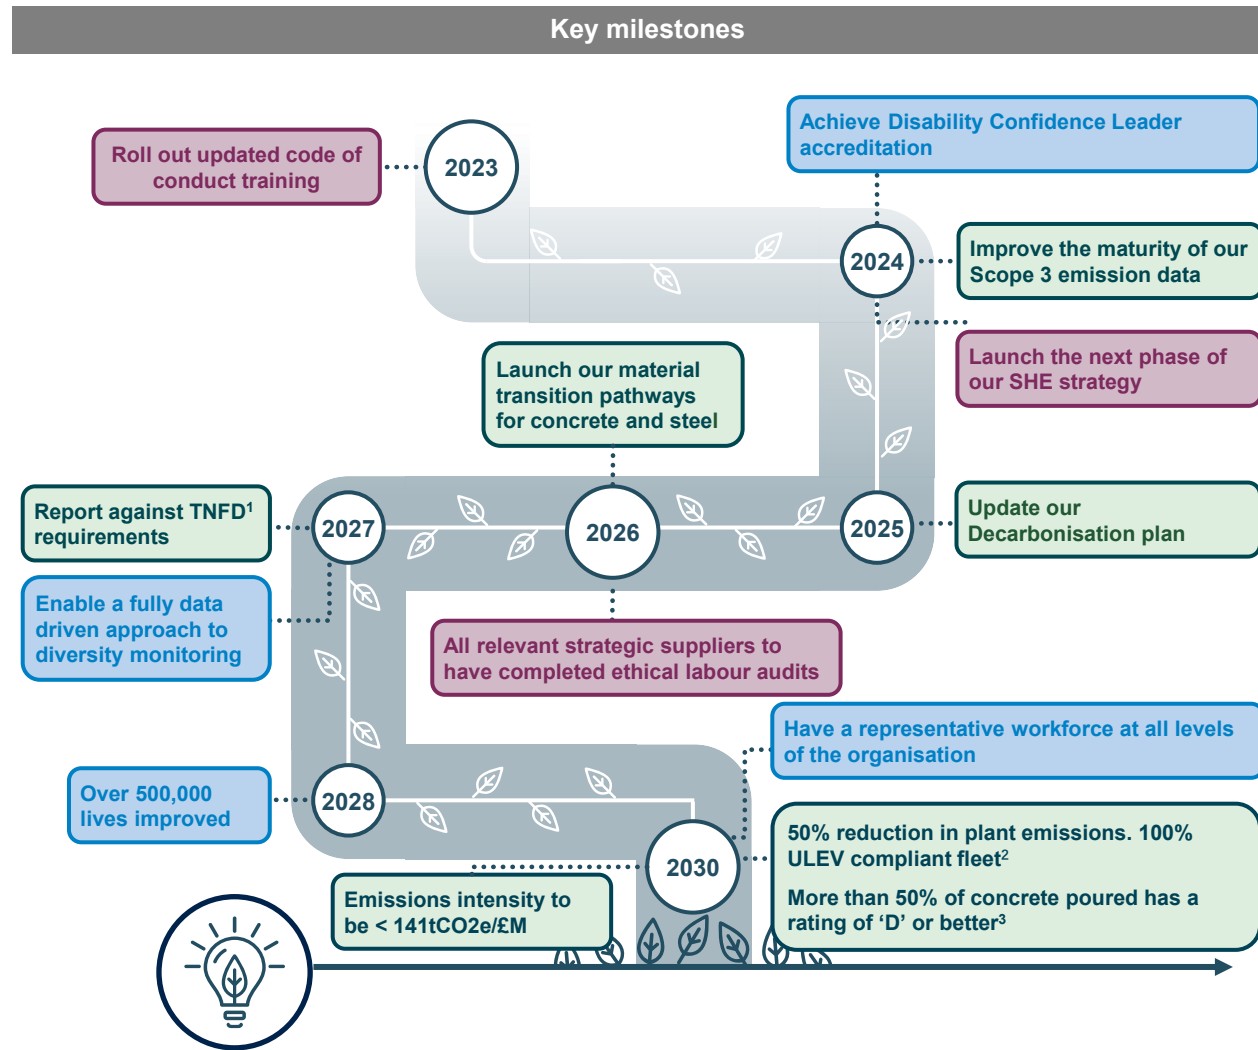 Key milestones
Roll out updated code of
conduct training
2023
Achieve Disability Confidence Leader
accreditation
2024
Improve the maturity of our
Scope 3 emission data
Launch the next phase of
our SHE strategy
Launch our material
transition pathways
for concrete and steel
Report against TNFD¹
requirements
2027
2026
2025
Update our
Decarbonisation plan
Enable a fully data
driven approach to
diversity monitoring
All relevant strategic suppliers to
have completed ethical labour audits
Have a representative workforce at all levels
of the organisation
Over 500,000
lives improved
2028
50% reduction in plant emissions. 100%
ULEV compliant fleet²
More than 50% of concrete poured has a
rating of ‘D’ or better³
2030
Emissions intensity to
be < 141tCO2e/£M